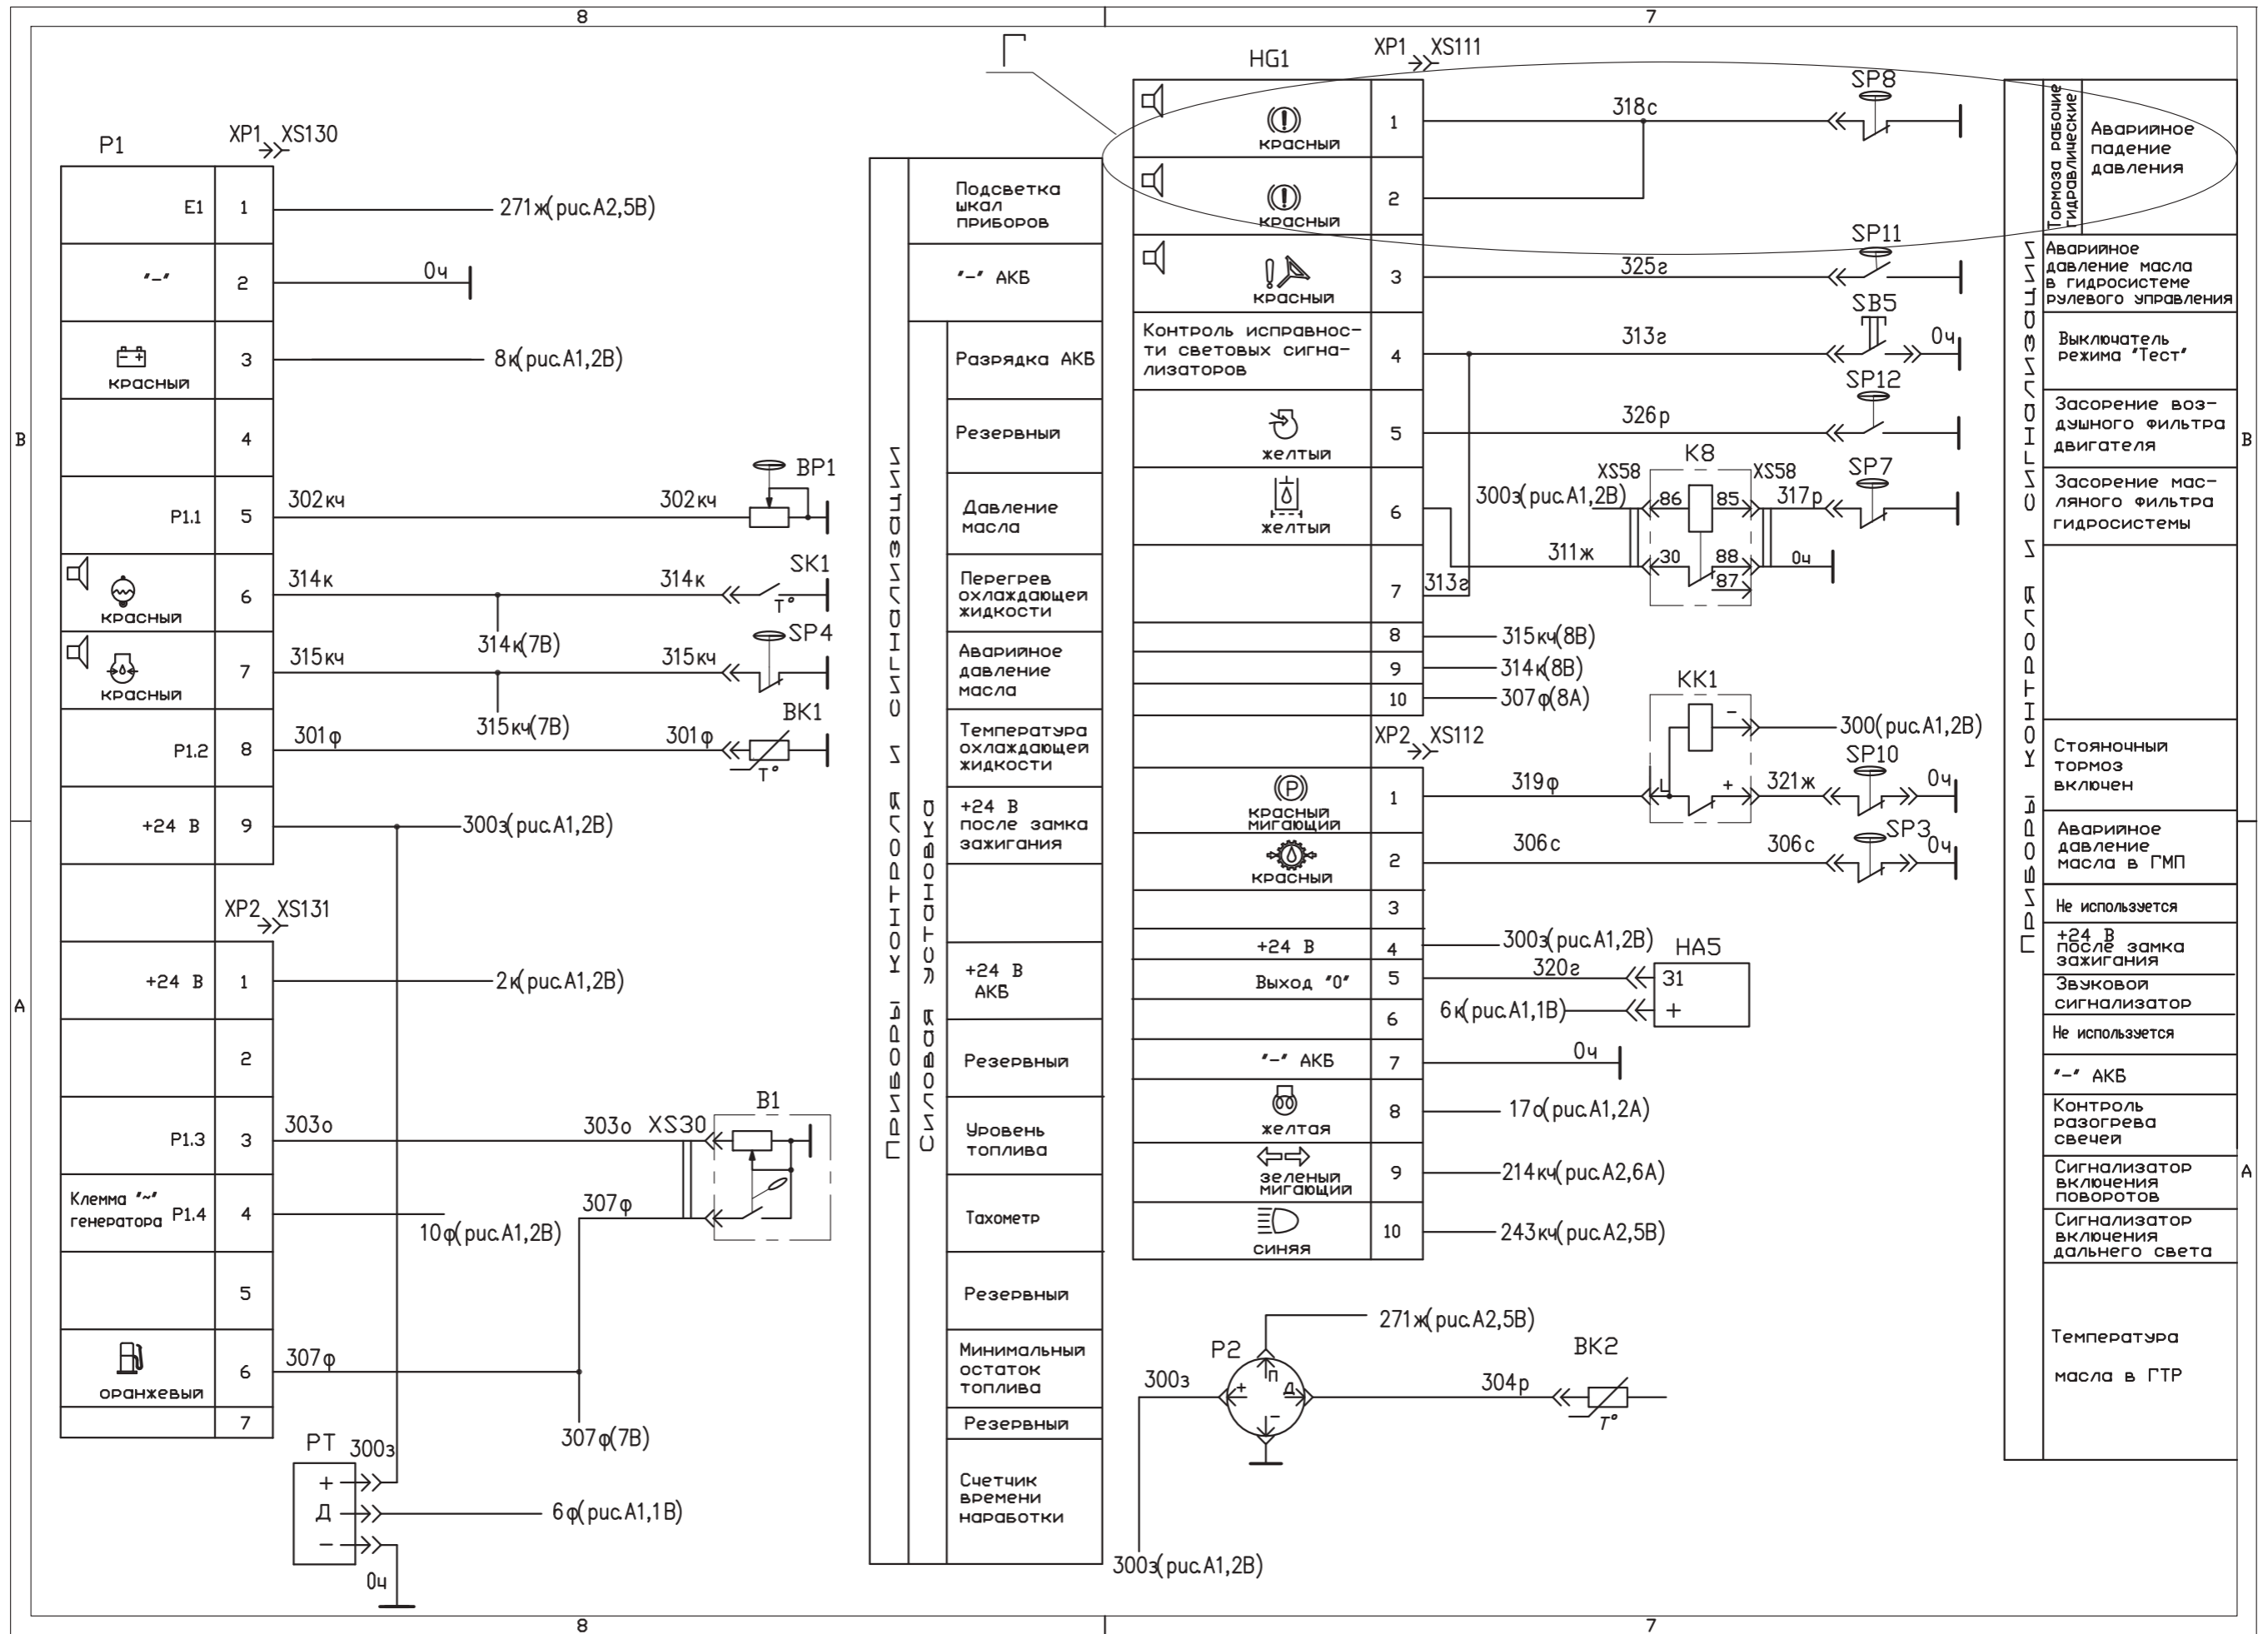 8
7
Г
P1
XP1 XS130
E1
1
271ж(рис.А2,5В)
"-"
2
0ч
красный
3
8к(рис.А1,2В)
4
P1.1
5
302кч
302кч
BP1
красный
6
314к
314к
SK1
T°
314к(7В)
красный
7
315кч
315кч
SP4
315кч(7В)
P1.2
8
301ф
301ф
BK1
T°
+24 В
9
300з(рис.А1,2В)
XP2 XS131
+24 В
1
2к(рис.А1,2В)
2
P1.3
3
303о
303о
XS30
B1
Клемма "~"
генератора P1.4
4
307ф
10ф(рис.А1,2В)
5
оранжевый
6
307ф
307ф(7В)
7
PT
300з
+
Д
6ф(рис.А1,1В)
-
0ч
ПРИБОРЫ КОНТРОЛЯ И СИГНАЛИЗАЦИИ
СИЛОВАЯ УСТАНОВКА
Подсветка
шкал
приборов
"-" АКБ
Разрядка АКБ
Резервный
Давление
масла
Перегрев
охлаждающей
жидкости
Аварийное
давление
масла
Температура
охлаждающей
жидкости
+24 В
после замка
зажигания
+24 В
АКБ
Резервный
Уровень
топлива
Тахометр
Резервный
Минимальный
остаток
топлива
Резервный
Счетчик
времени
наработки
HG1
XP1 XS111
красный
1
318с
SP8
красный
2
красный
3
325г
SP11
Контроль исправнос-
ти световых сигна-
лизаторов
4
313г
SB5
0ч
желтый
5
326р
SP12
желтый
6
300з(рис.А1,2В)
XS58
K8
XS58
86
85
317р
SP7
311ж
30
88
87
0ч
7
313г
8
315кч(8В)
9
314к(8В)
10
307ф(8А)
XP2 XS112
KK1
-
300(рис.А1,2В)
красный
мигающий
1
319ф
L
+
321ж
SP10
0ч
красный
2
306с
306с
SP3
0ч
3
+24 В
4
300з(рис.А1,2В)
HA5
Выход "0"
5
320г
31
6
6к(рис.А1,1В)
+
"-" АКБ
7
0ч
желтая
8
17о(рис.А1,2А)
зеленый
мигающий
9
214кч(рис.А2,6А)
синяя
10
243кч(рис.А2,5В)
271ж(рис.А2,5В)
P2
300з
+
П
Д
-
304р
BK2
T°
300з(рис.А1,2В)
ПРИБОРЫ КОНТРОЛЯ И СИГНАЛИЗАЦИИ
Тормоза рабочие
гидравлические
Аварийное
падение
давления
Аварийное
давление масла
в гидросистеме
рулевого управления
Выключатель
режима "Тест"
Засорение воз-
душного фильтра
двигателя
Засорение мас-
ляного фильтра
гидросистемы
Стояночный
тормоз
включен
Аварийное
давление
масла в ГМП
Не используется
+24 В
после замка
зажигания
Звуковой
сигнализатор
Не используется
"-" АКБ
Контроль
разогрева
свечей
Сигнализатор
включения
поворотов
Сигнализатор
включения
дальнего света
Температура
масла в ГТР
В
А
В
А
8
7